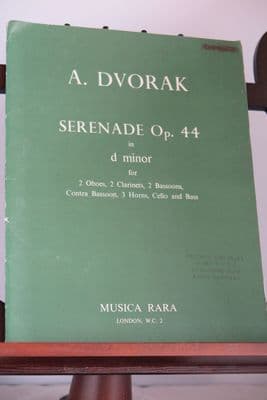 A. DVORAK
SERENADE Op. 44
in
d minor
for
2 Oboes, 2 Clarinets, 2 Bassoons,
Contra Bassoon, 3 Horns, Cello and Bass
MUSICA RARA
LONDON, W.C. 2